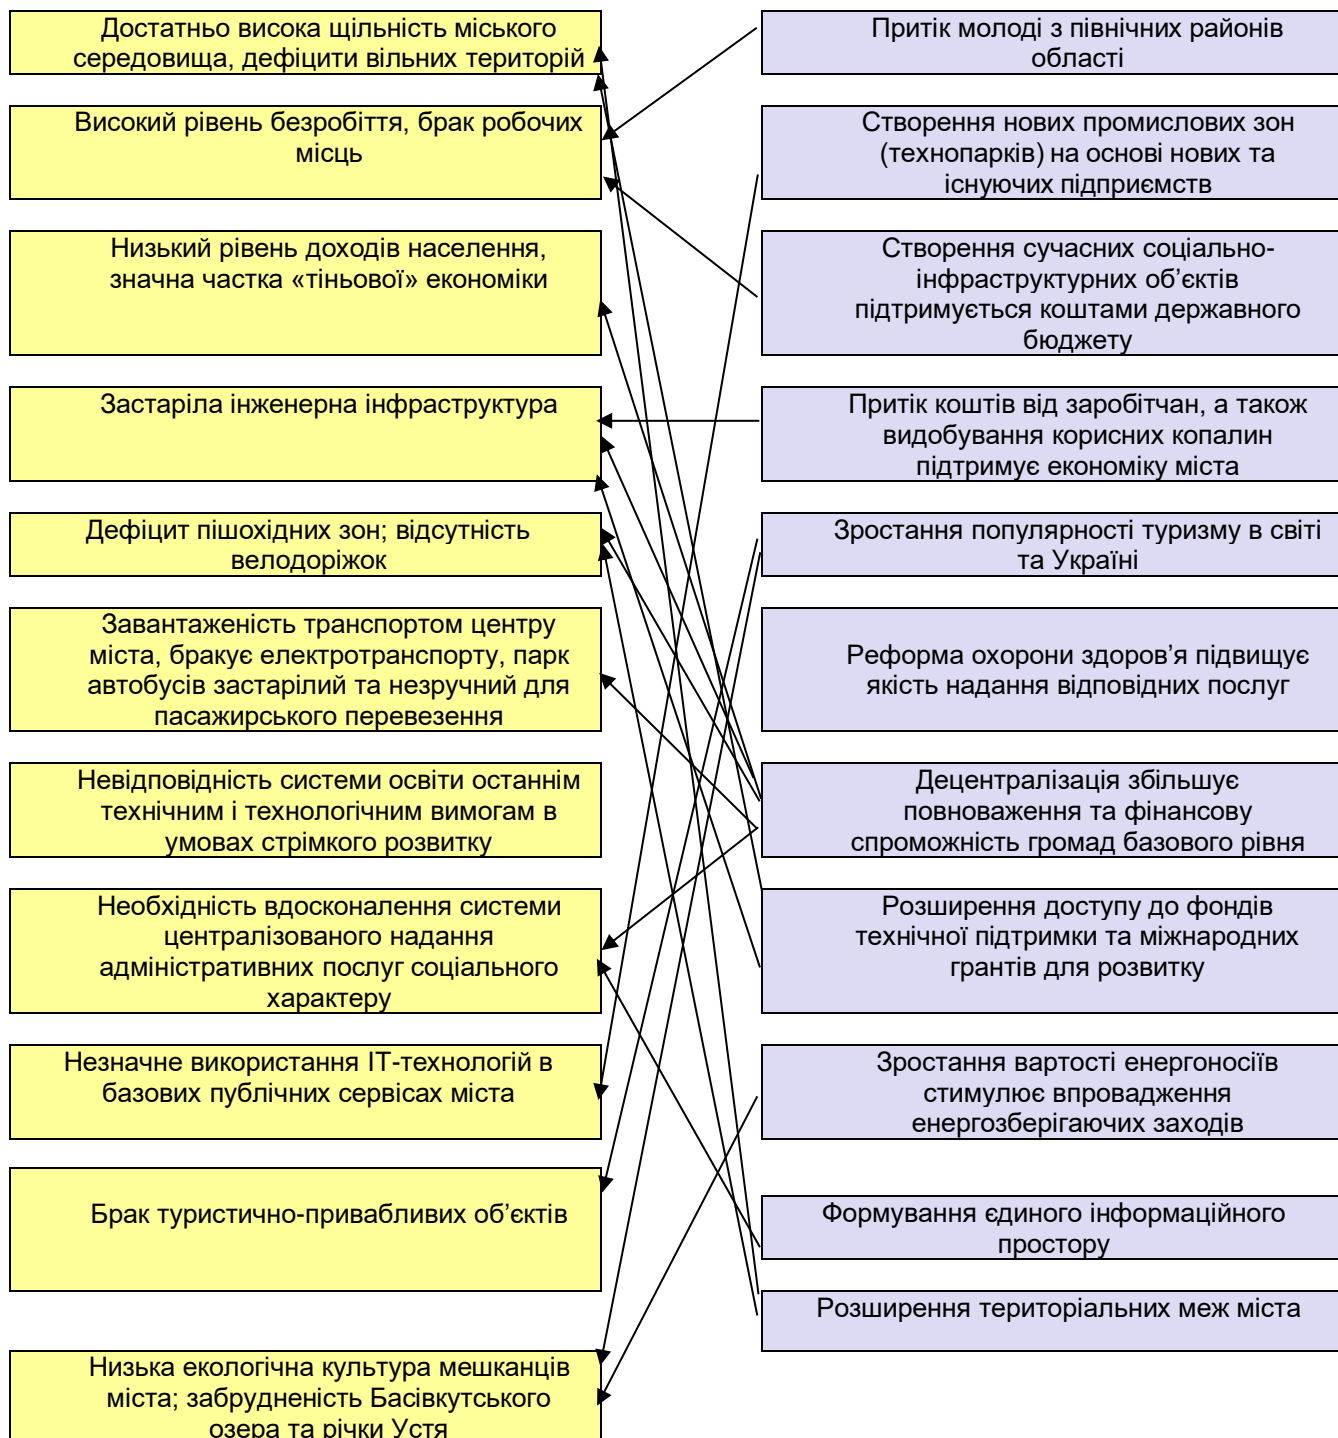 Достатньо висока щільність міського
середовища, дефіцити вільних територій
Високий рівень безробіття, брак робочих
місць
Низький рівень доходів населення,
значна частка «тіньової» економіки
Застаріла інженерна інфраструктура
Дефіцит пішохідних зон; відсутність
велодоріжок
Завантаженість транспортом центру
міста, бракує електротранспорту, парк
автобусів застарілий та незручний для
пасажирського перевезення
Невідповідність системи освіти останнім
технічним і технологічним вимогам в
умовах стрімкого розвитку
Необхідність вдосконалення системи
централізованого надання
адміністративних послуг соціального
характеру
Незначне використання ІТ-технологій в
базових публічних сервісах міста
Брак туристично-привабливих об’єктів
Низька екологічна культура мешканців
міста; забрудненість Басівкутського
озера та річки Устя
Притік молоді з північних районів
області
Створення нових промислових зон
(технопарків) на основі нових та
існуючих підприємств
Створення сучасних соціально-
інфраструктурних об’єктів
підтримується коштами державного
бюджету
Притік коштів від заробітчан, а також
видобування корисних копалин
підтримує економіку міста
Зростання популярності туризму в світі
та Україні
Реформа охорони здоров’я підвищує
якість надання відповідних послуг
Децентралізація збільшує
повноваження та фінансову
спроможність громад базового рівня
Розширення доступу до фондів
технічної підтримки та міжнародних
грантів для розвитку
Зростання вартості енергоносіїв
стимулює впровадження
енергозберігаючих заходів
Формування єдиного інформаційного
простору
Розширення територіальних меж міста